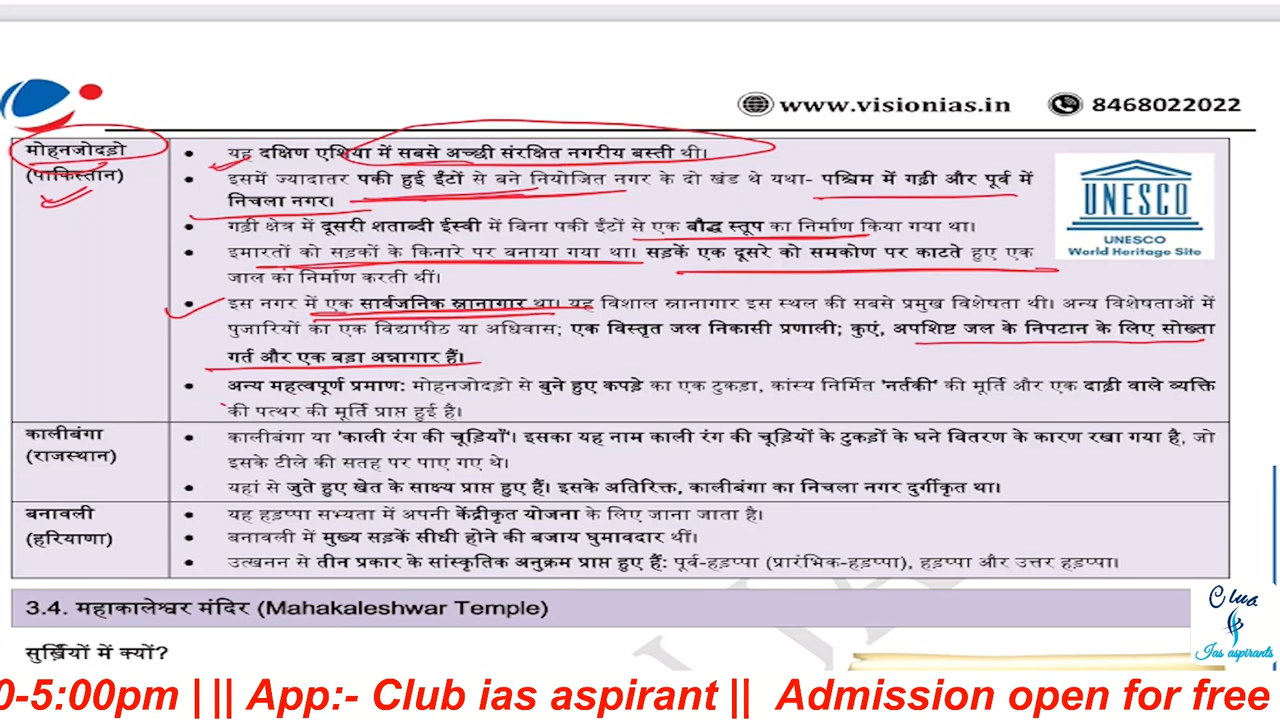 www.visionias.in 8468022022
मोहनजोदड़ो
(पाकिस्तान)
• यह दक्षिण एशिया में सबसे अच्छी संरक्षित नगरीय बस्ती थी।
• इसमें ज्यादातर पकी हुई ईंटों से बने नियोजित नगर के दो खंड थे यथा- पश्चिम में गढ़ी और पूर्व में
निचला नगर।
• गढ़ी क्षेत्र में दूसरी शताब्दी ईस्वी में बिना पकी ईंटों से एक बौद्ध स्तूप का निर्माण किया गया था।
• इमारतों को सड़कों के किनारे पर बनाया गया था। सड़कें एक दूसरे को समकोण पर काटते हुए एक
जाल का निर्माण करती थीं।
• इस नगर में एक सार्वजनिक स्नानागार था। यह विशाल स्नानागार इस स्थल की सबसे प्रमुख विशेषता थी। अन्य विशेषताओं में
पुजारियों का एक विद्यापीठ या अधिवास; एक विस्तृत जल निकासी प्रणाली; कुएं, अपशिष्ट जल के निपटान के लिए सोख्ता
गर्त और एक बड़ा अन्नागार हैं।
• अन्य महत्वपूर्ण प्रमाण: मोहनजोदड़ो से बुने हुए कपड़े का एक टुकड़ा, कांस्य निर्मित 'नर्तकी' की मूर्ति और एक दाढ़ी वाले व्यक्ति
की पत्थर की मूर्ति प्राप्त हुई है।
UNESCO
UNESCO
World Heritage Site
कालीबंगा
(राजस्थान)
• कालीबंगा या 'काली रंग की चूड़ियाँ'। इसका यह नाम काली रंग की चूड़ियों के टुकड़ों के घने वितरण के कारण रखा गया है, जो
इसके टीले की सतह पर पाए गए थे।
• यहां से जुते हुए खेत के साक्ष्य प्राप्त हुए हैं। इसके अतिरिक्त, कालीबंगा का निचला नगर दुर्गीकृत था।
बनावली
(हरियाणा)
• यह हड़प्पा सभ्यता में अपनी केंद्रीकृत योजना के लिए जाना जाता है।
• बनावली में मुख्य सड़कें सीधी होने की बजाय घुमावदार थीं।
• उत्खनन से तीन प्रकार के सांस्कृतिक अनुक्रम प्राप्त हुए हैं: पूर्व-हड़प्पा (प्रारंभिक-हड़प्पा), हड़प्पा और उत्तर हड़प्पा।
3.4. महाकालेश्वर मंदिर (Mahakaleshwar Temple)
सुर्ख़ियों में क्यों?
Ias aspirants
0-5:00pm | || App:- Club ias aspirant || Admission open for free